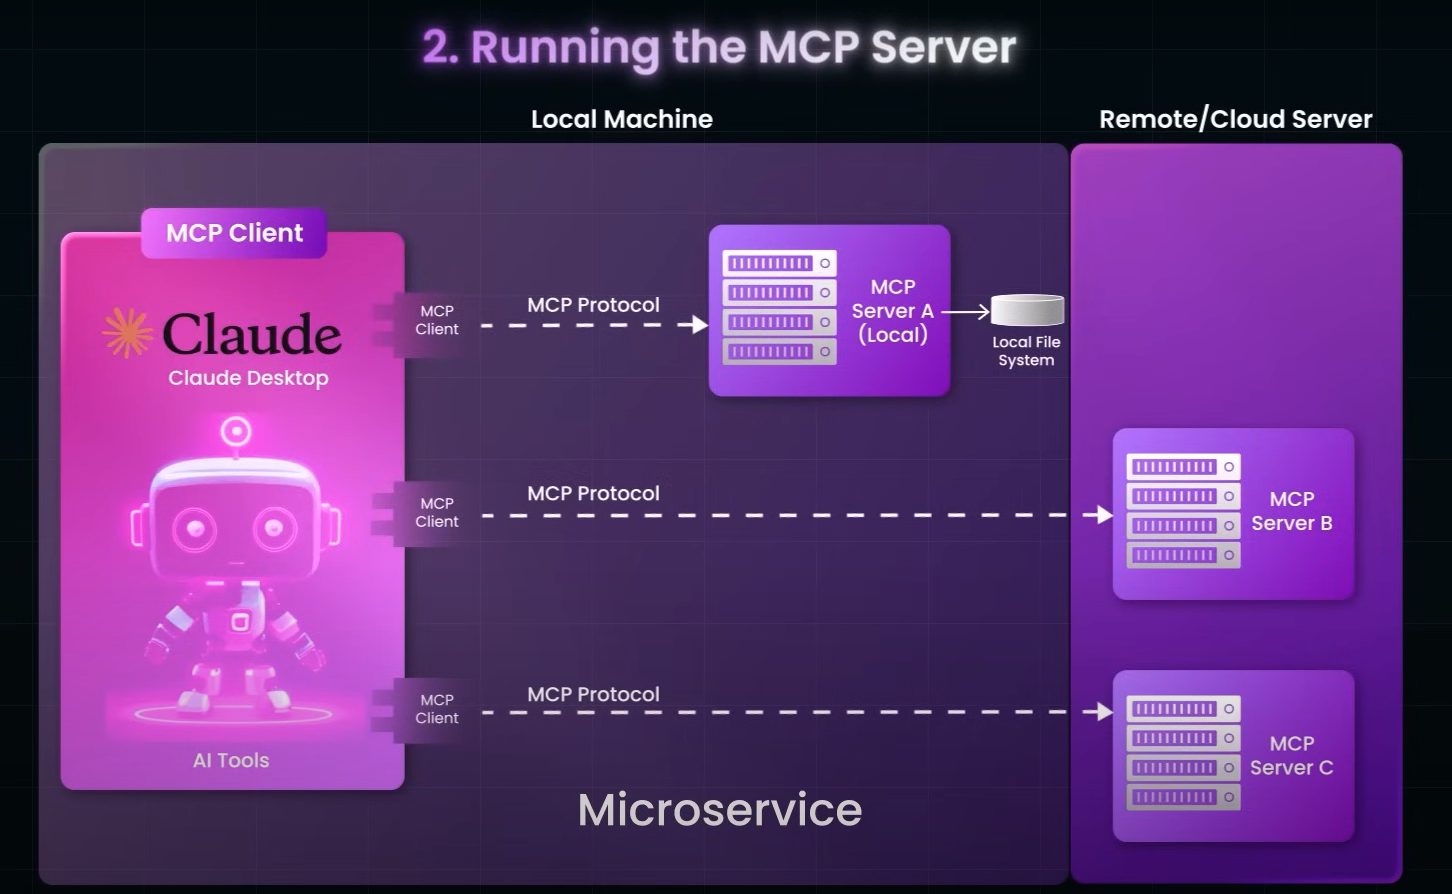 2. Running the MCP Server
Local Machine
Remote/Cloud Server
MCP Client
Claude
Claude Desktop
MCP
Client
MCP Protocol
MCP
Server A
(Local)
Local File
System
MCP
Client
MCP Protocol
MCP
Server B
MCP
Client
MCP Protocol
MCP
Server C
AI Tools
Microservice